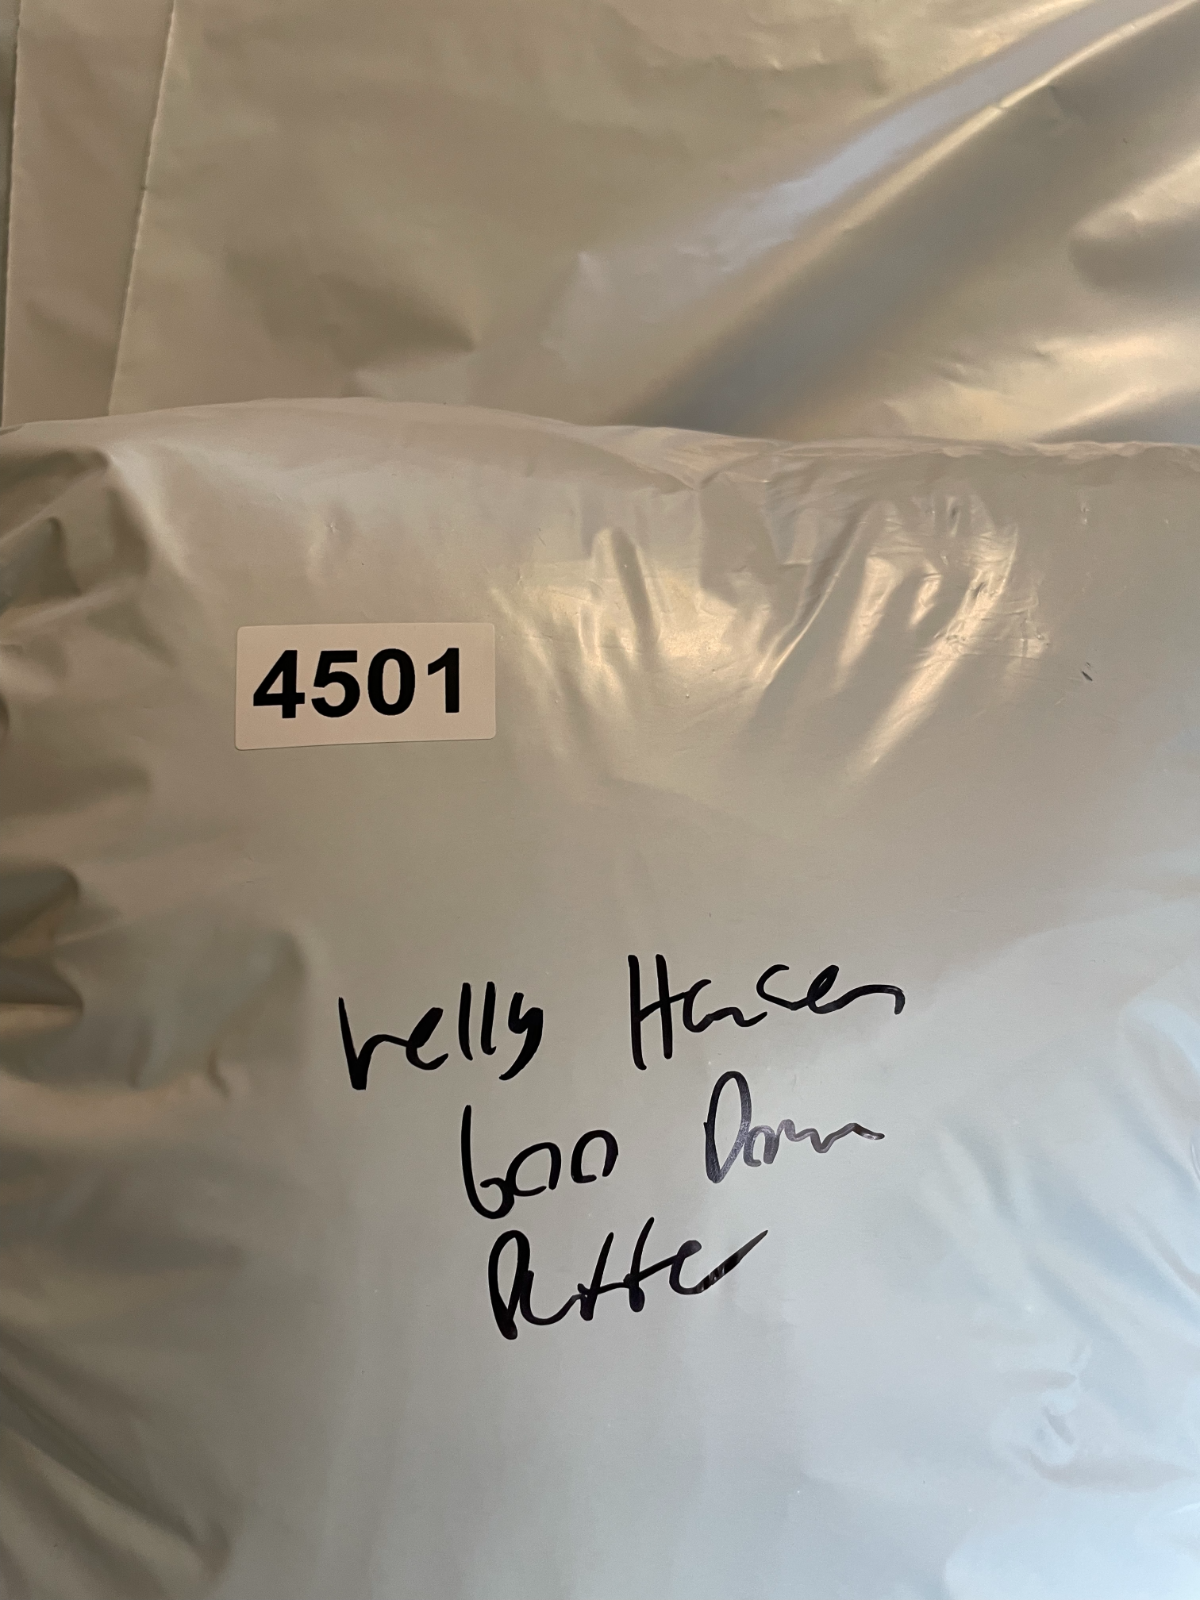 4501
helly Hansen
600 Down
Puffer